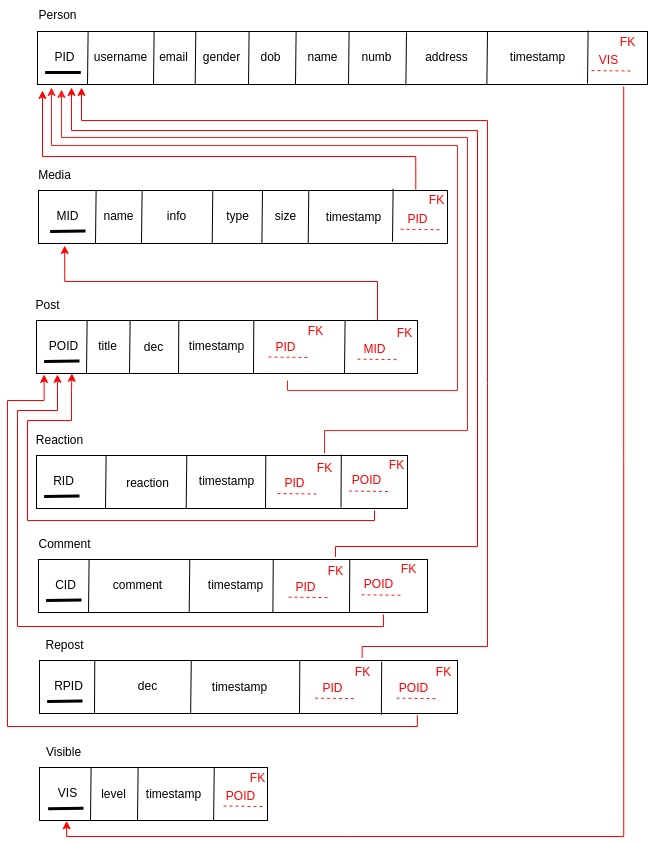 Person
PID username email gender dob name numb address timestamp VIS FK
Media
MID name info type size timestamp PID FK
Post
POID title dec timestamp PID FK MID FK
Reaction
RID reaction timestamp PID FK POID FK
Comment
CID comment timestamp PID FK POID FK
Repost
RPID dec timestamp PID FK POID FK
Visible
VIS level timestamp POID FK